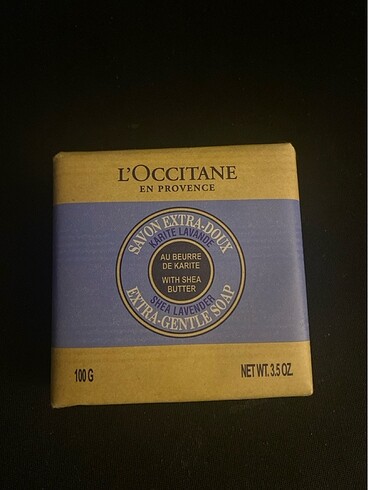 L'OCCITANE
EN PROVENCE
SAVON EXTRA-DOUX
KARITE LAVANDE
AU BEURRE
DE KARITE
WITH SHEA
BUTTER
SHEA LAVENDER
EXTRA-GENTLE SOAP
100 G
NET WT. 3.5 OZ.